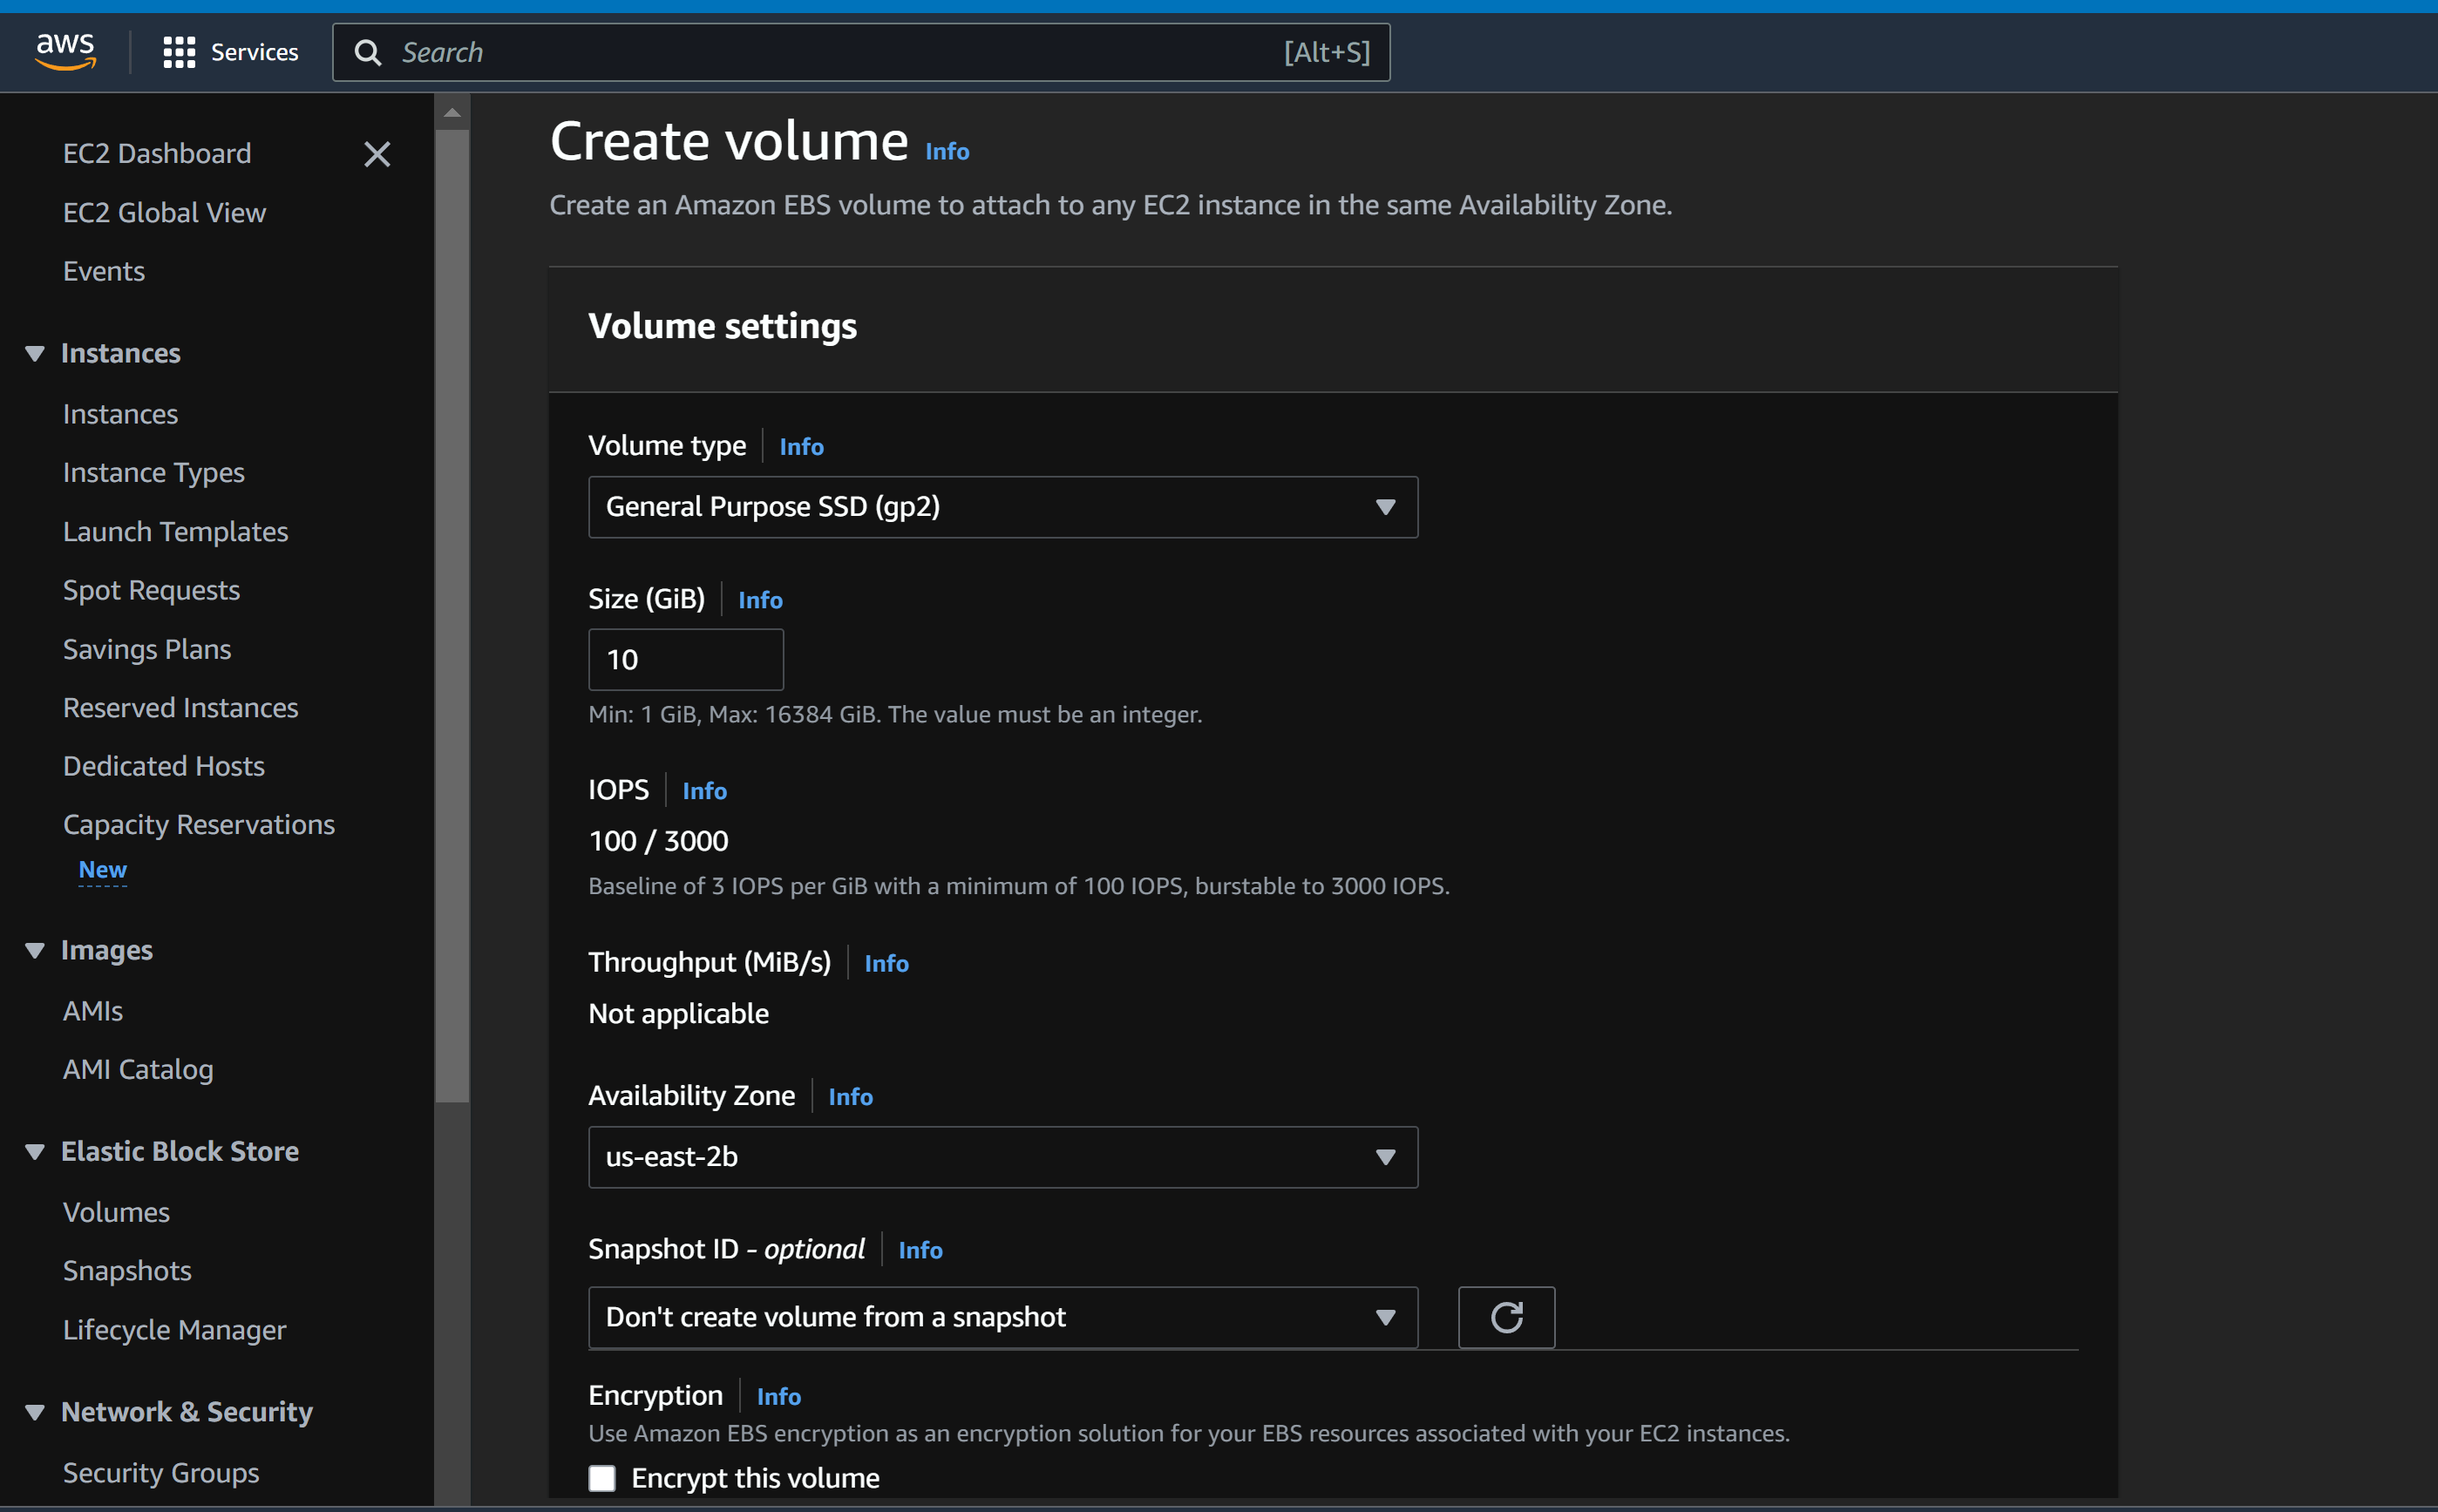 aws
Services
Search
[Alt+S]
EC2 Dashboard
EC2 Global View
Events
Instances
Instances
Instance Types
Launch Templates
Spot Requests
Savings Plans
Reserved Instances
Dedicated Hosts
Capacity Reservations
New
Images
AMIs
AMI Catalog
Elastic Block Store
Volumes
Snapshots
Lifecycle Manager
Network & Security
Security Groups
Create volume Info
Create an Amazon EBS volume to attach to any EC2 instance in the same Availability Zone.
Volume settings
Volume type Info
General Purpose SSD (gp2)
Size (GiB) Info
10
Min: 1 GiB, Max: 16384 GiB. The value must be an integer.
IOPS Info
100 / 3000
Baseline of 3 IOPS per GiB with a minimum of 100 IOPS, burstable to 3000 IOPS.
Throughput (MiB/s) Info
Not applicable
Availability Zone Info
us-east-2b
Snapshot ID - optional Info
Don't create volume from a snapshot
Encryption Info
Use Amazon EBS encryption as an encryption solution for your EBS resources associated with your EC2 instances.
Encrypt this volume